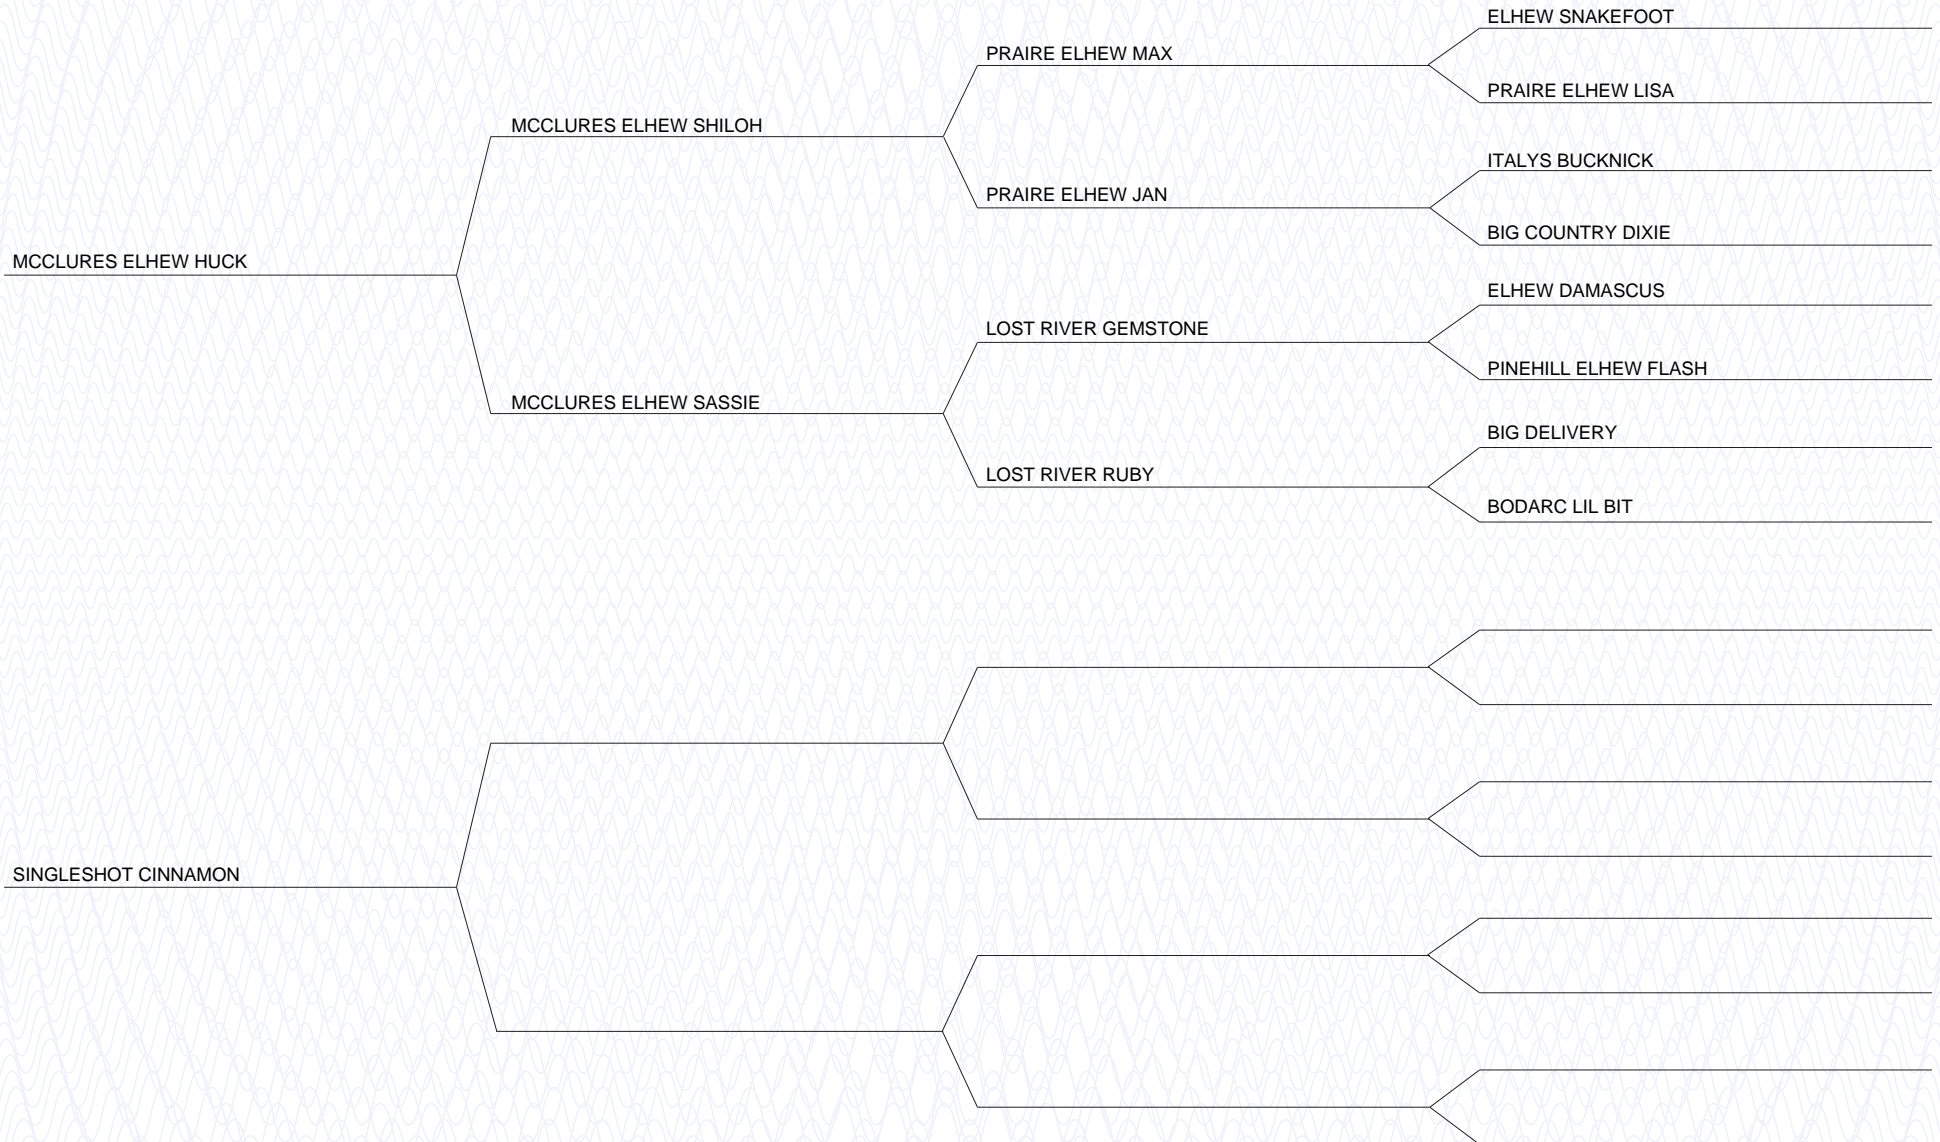 ELHEW SNAKEFOOT
PRAIRE ELHEW MAX
PRAIRE ELHEW LISA
MCCLURES ELHEW SHILOH
ITALYS BUCKNICK
PRAIRE ELHEW JAN
BIG COUNTRY DIXIE
MCCLURES ELHEW HUCK
ELHEW DAMASCUS
LOST RIVER GEMSTONE
PINEHILL ELHEW FLASH
MCCLURES ELHEW SASSIE
BIG DELIVERY
LOST RIVER RUBY
BODARC LIL BIT
SINGLESHOT CINNAMON